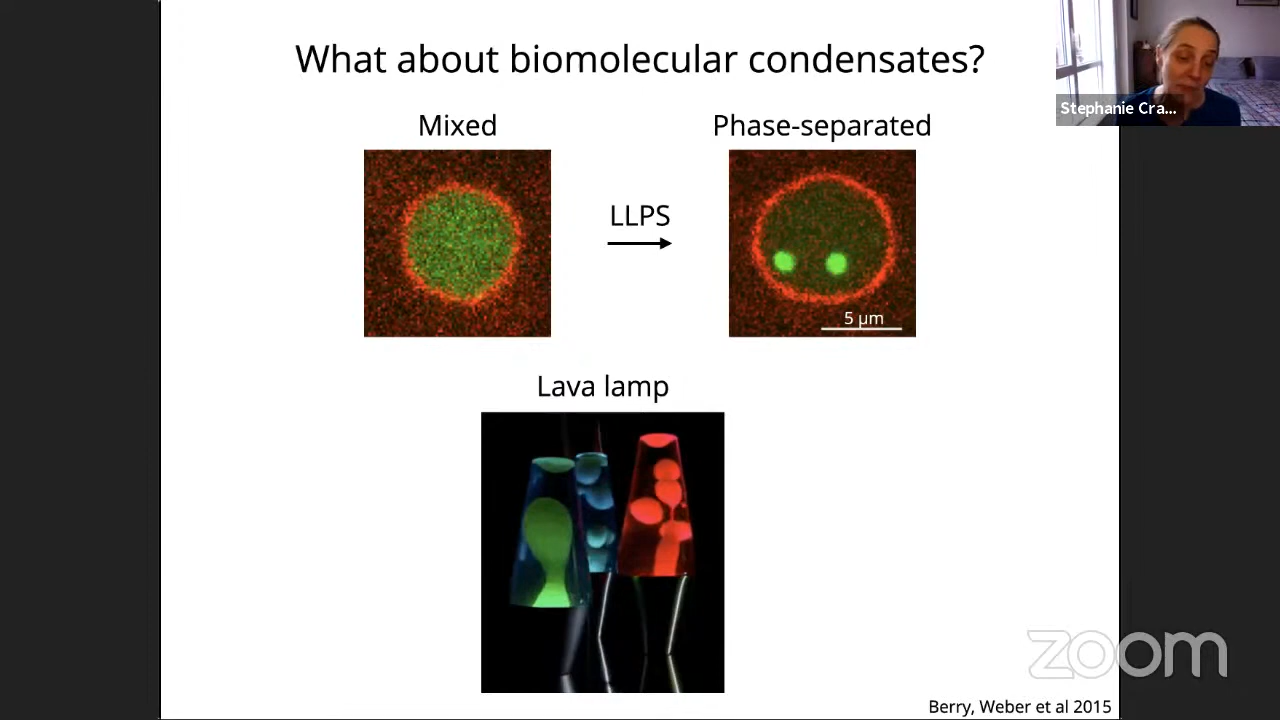 What about biomolecular condensates?
Stephanie Cra...
Mixed
Phase-separated
LLPS
5 μm
Lava lamp
zoom
Berry, Weber et al 2015